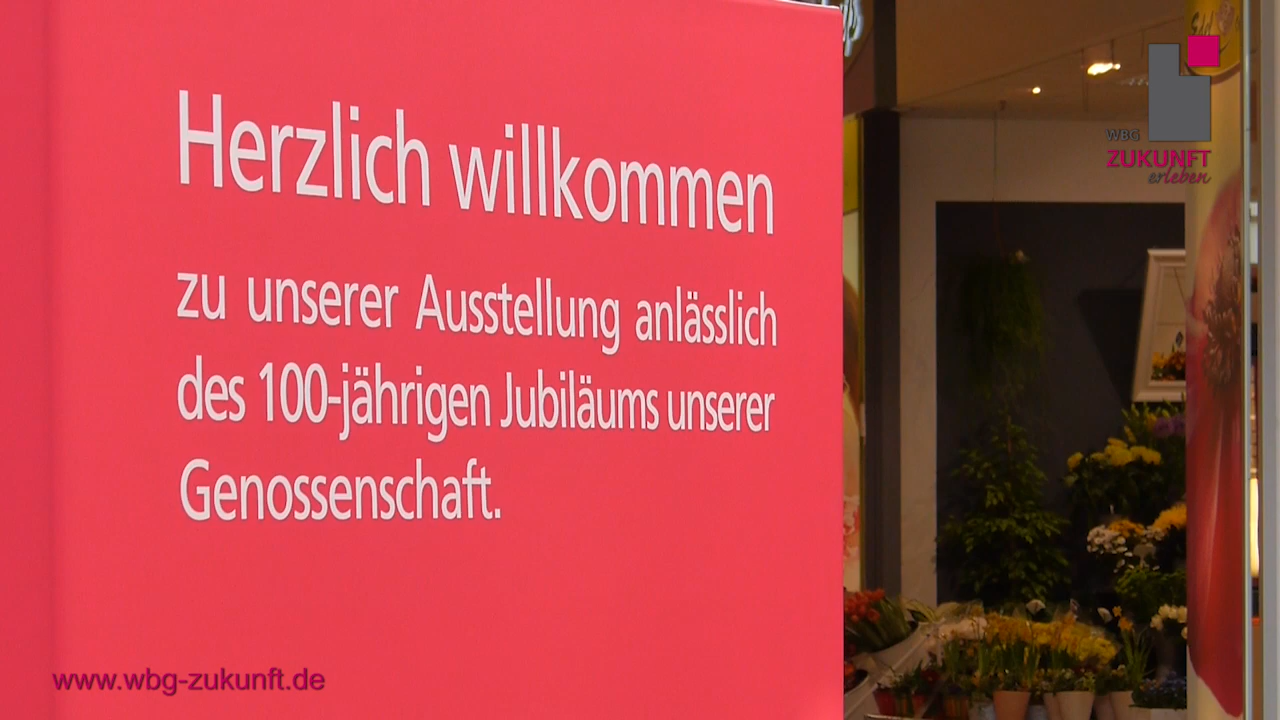 Herzlich willkommen
zu unserer Ausstellung anlässlich
des 100-jährigen Jubiläums unserer
Genossenschaft.
WBG
ZUKUNFT
erleben
www.wbg-zukunft.de